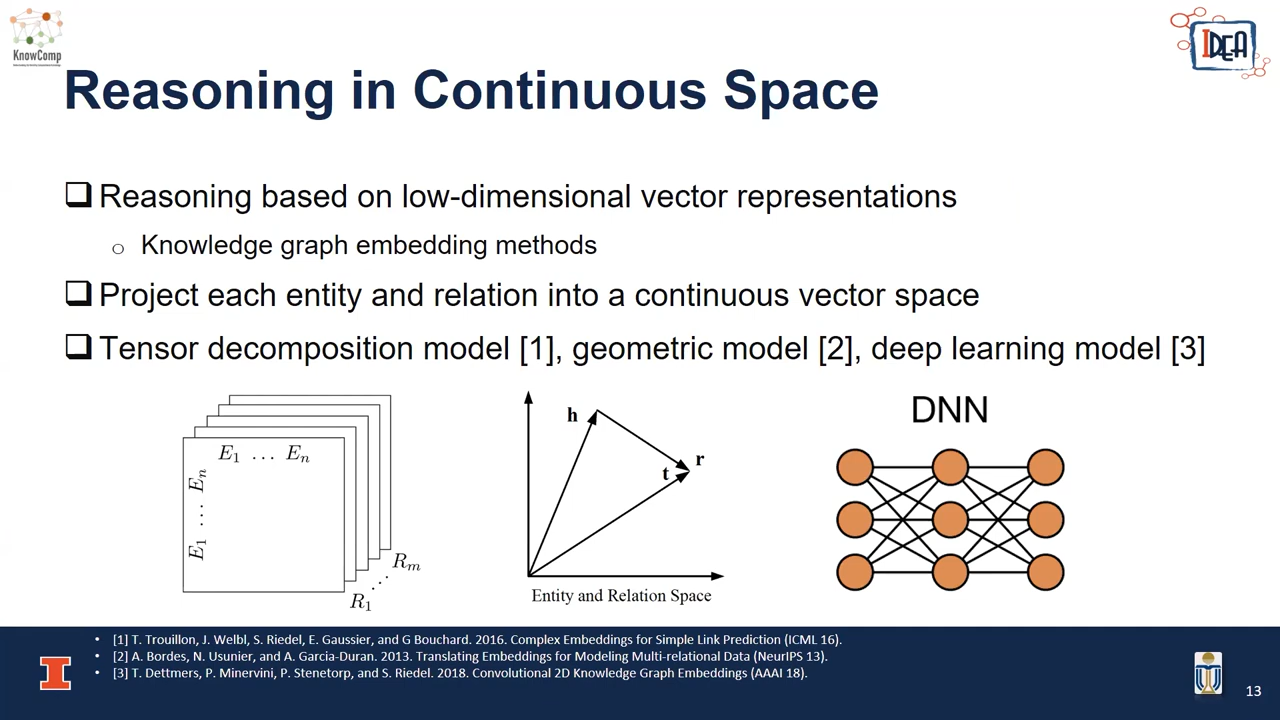 KnowComp
IDEA
Reasoning in Continuous Space
Reasoning based on low-dimensional vector representations
Knowledge graph embedding methods
Project each entity and relation into a continuous vector space
Tensor decomposition model [1], geometric model [2], deep learning model [3]
E1 ... En
E1 ... En
R1 ... Rm
h
r
t
Entity and Relation Space
DNN
• [1] T. Trouillon, J. Welbl, S. Riedel, E. Gaussier, and G Bouchard. 2016. Complex Embeddings for Simple Link Prediction (ICML 16).
• [2] A. Bordes, N. Usunier, and A. Garcia-Duran. 2013. Translating Embeddings for Modeling Multi-relational Data (NeurIPS 13).
• [3] T. Dettmers, P. Minervini, P. Stenetorp, and S. Riedel. 2018. Convolutional 2D Knowledge Graph Embeddings (AAAI 18).
13